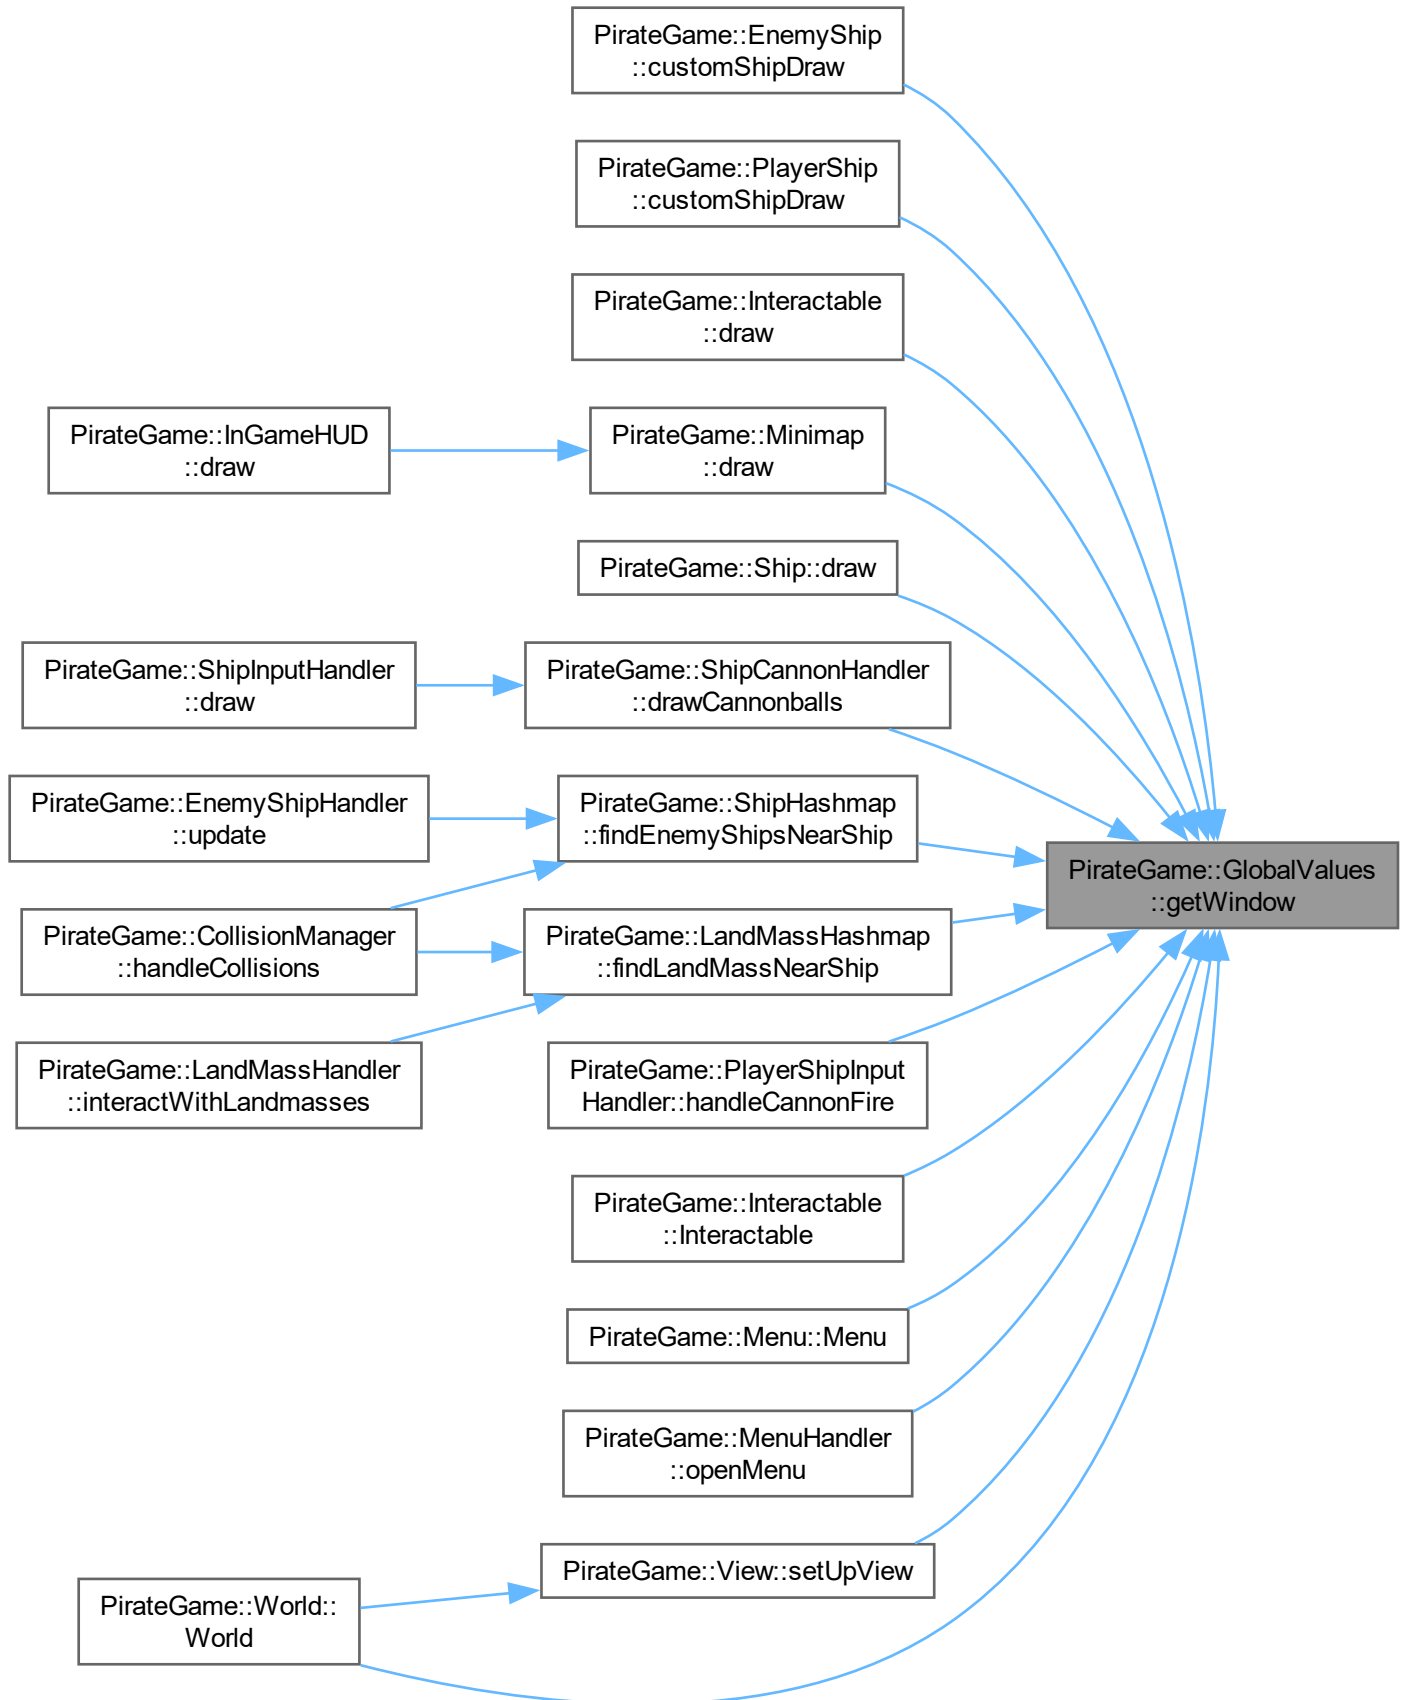 PirateGame::EnemyShip
::customShipDraw
PirateGame::PlayerShip
::customShipDraw
PirateGame::Interactable
::draw
PirateGame::InGameHUD
::draw
PirateGame::Minimap
::draw
PirateGame::Ship::draw
PirateGame::ShipInputHandler
::draw
PirateGame::ShipCannonHandler
::drawCannonballs
PirateGame::EnemyShipHandler
::update
PirateGame::ShipHashmap
::findEnemyShipsNearShip
PirateGame::GlobalValues
::getWindow
PirateGame::CollisionManager
::handleCollisions
PirateGame::LandMassHashmap
::findLandMassNearShip
PirateGame::LandMassHandler
::interactWithLandmasses
PirateGame::PlayerShipInput
Handler::handleCannonFire
PirateGame::Interactable
::Interactable
PirateGame::Menu::Menu
PirateGame::MenuHandler
::openMenu
PirateGame::View::setUpView
PirateGame::World::
World